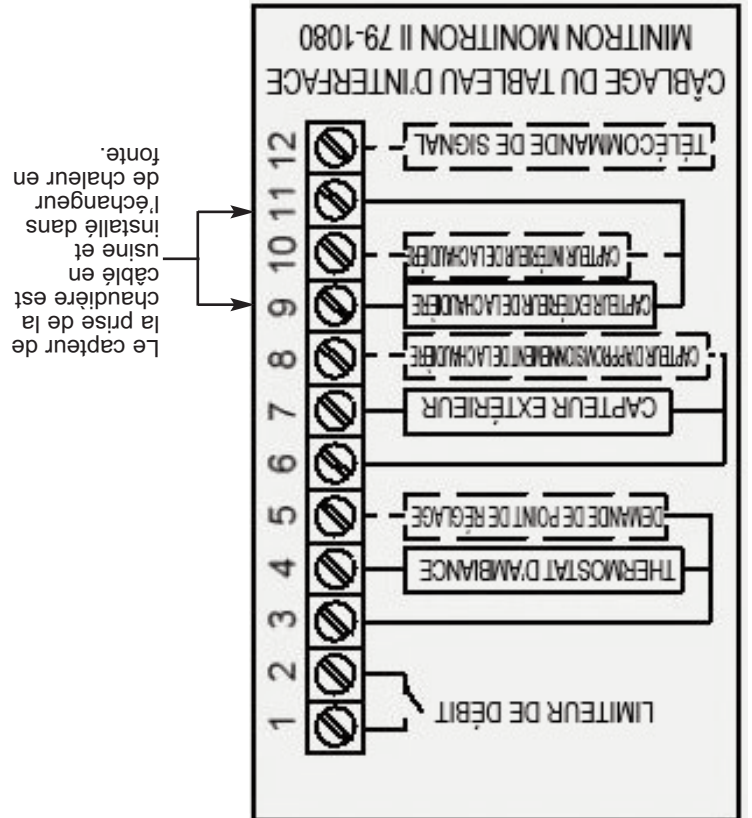 LIMITEUR DE DÉBIT
1
2
3
THERMOSTAT D'AMBIANCE
4
DEMANDE DE POINT DE RÉGLAGE
5
6
CAPTEUR EXTÉRIEUR
7
CAPTEUR D'APPROVISIONNEMENT DE LA CHAUDIÈRE
8
CAPTEUR EXTÉRIEUR DE LA CHAUDIÈRE
9
CAPTEUR INTÉRIEUR DE LA CHAUDIÈRE
10
11
TÉLÉCOMMANDE DE SIGNAL
12
CÂBLAGE DU TABLEAU D'INTERFACE
MINITRON MONITRON II 79-1080
Le capteur de
la prise de la
chaudière est
câblé en
usine et
installé dans
l'échangeur
de chaleur en
fonte.